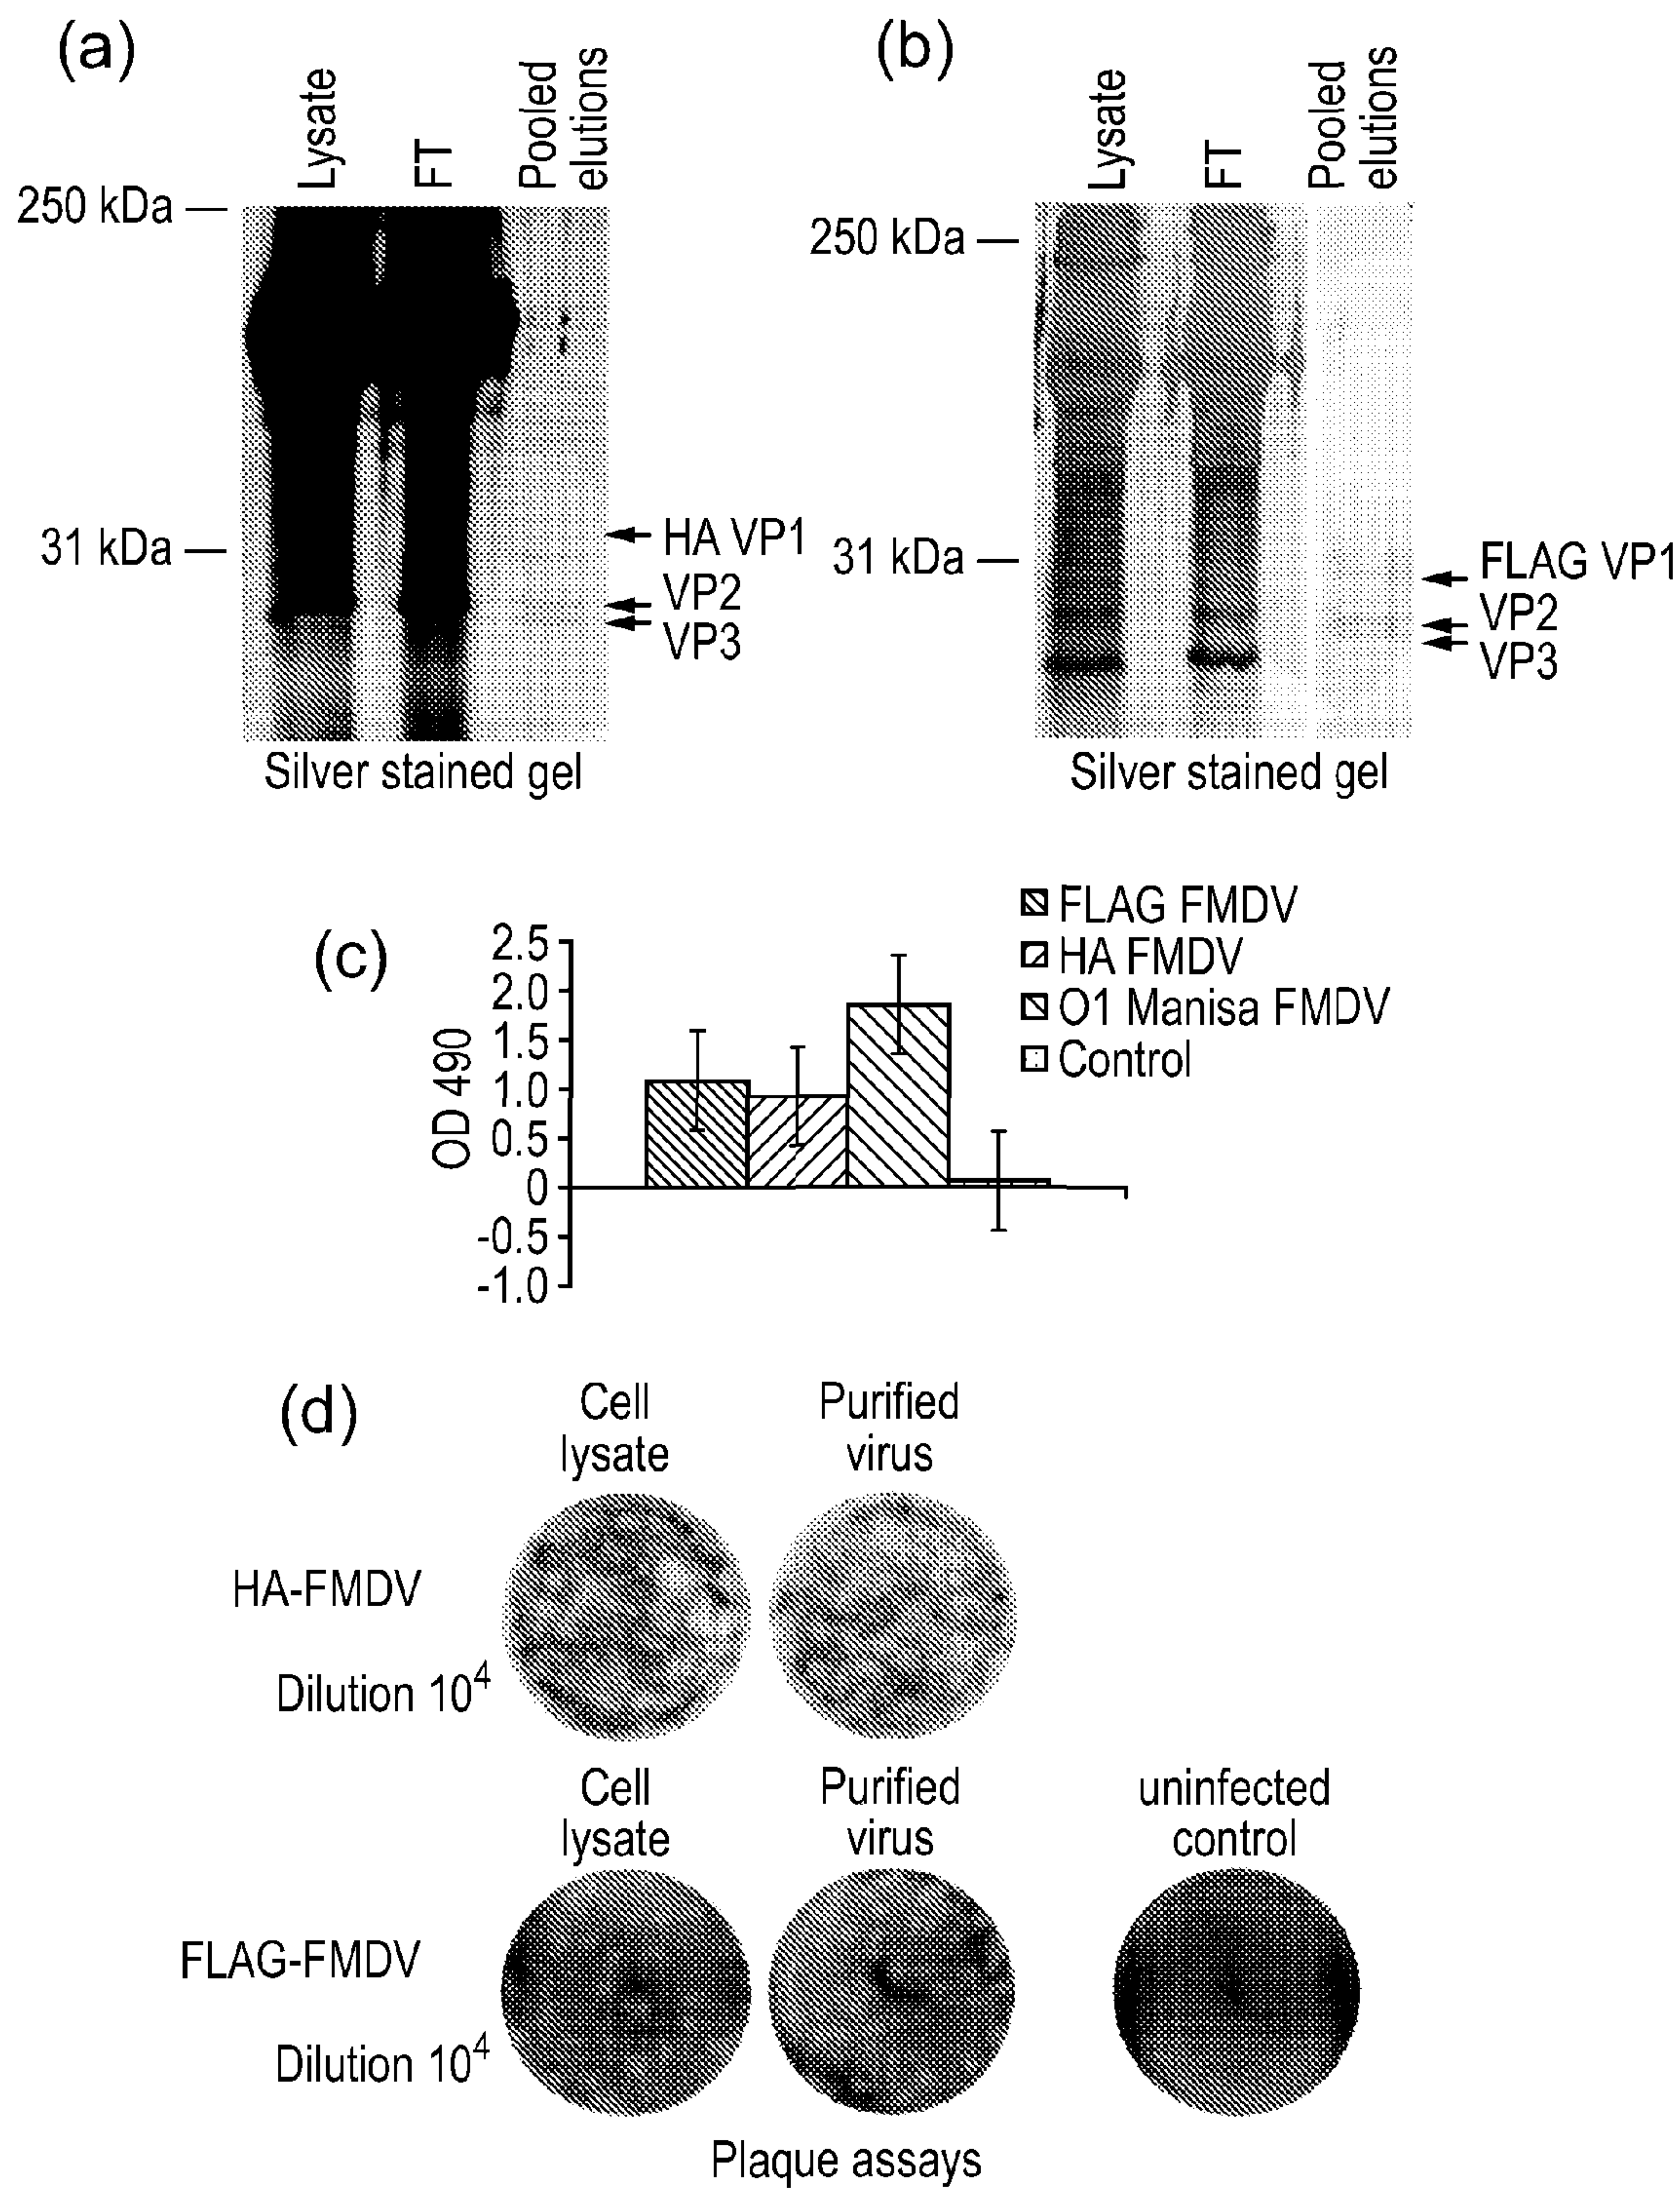 (a)
Lysate
FT
Pooled
elutions
250 kDa
31 kDa
HA VP1
VP2
VP3
Silver stained gel
(b)
Lysate
FT
Pooled
elutions
250 kDa
31 kDa
FLAG VP1
VP2
VP3
Silver stained gel
(c)
FLAG FMDV
HA FMDV
O1 Manisa FMDV
Control
OD 490
2.5
2.0
1.5
1.0
0.5
0
-0.5
-1.0
(d)
Cell
lysate
Purified
virus
HA-FMDV
Dilution 10⁴
Cell
lysate
Purified
virus
uninfected
control
FLAG-FMDV
Dilution 10⁴
Plaque assays